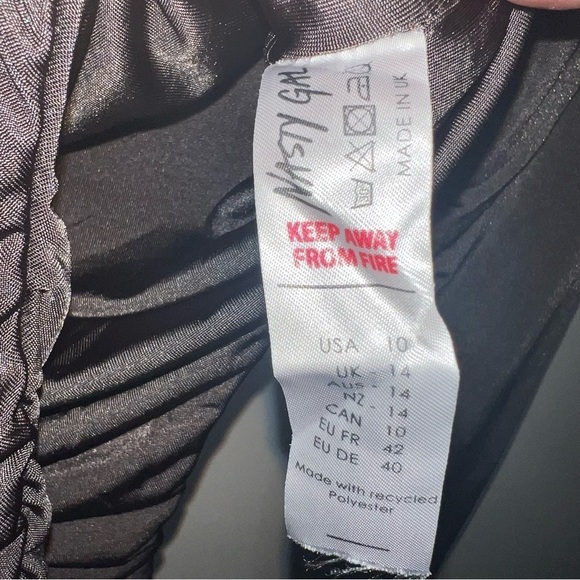 NASTY GAL
MADE IN UK
KEEP AWAY
FROM FIRE
USA 10
UK - 14
AUS - 14
NZ - 14
CAN 10
EU FR 42
EU DE 40
Made with recycled
Polyester